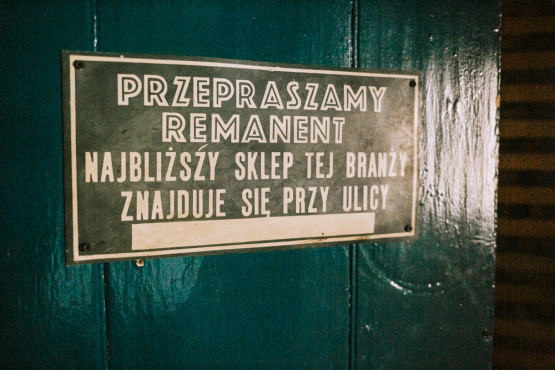 PRZEPRASZAMY
REMANENT
NAJBLIŻSZY SKLEP TEJ BRANŻY
ZNAJDUJE SIĘ PRZY ULICY